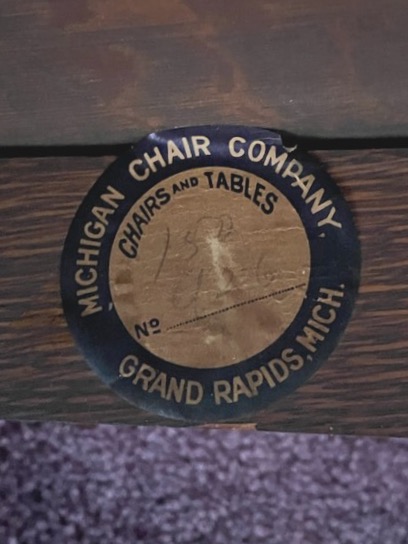 MICHIGAN CHAIR COMPANY,
CHAIRS AND TABLES
Nº
GRAND RAPIDS, MICH.